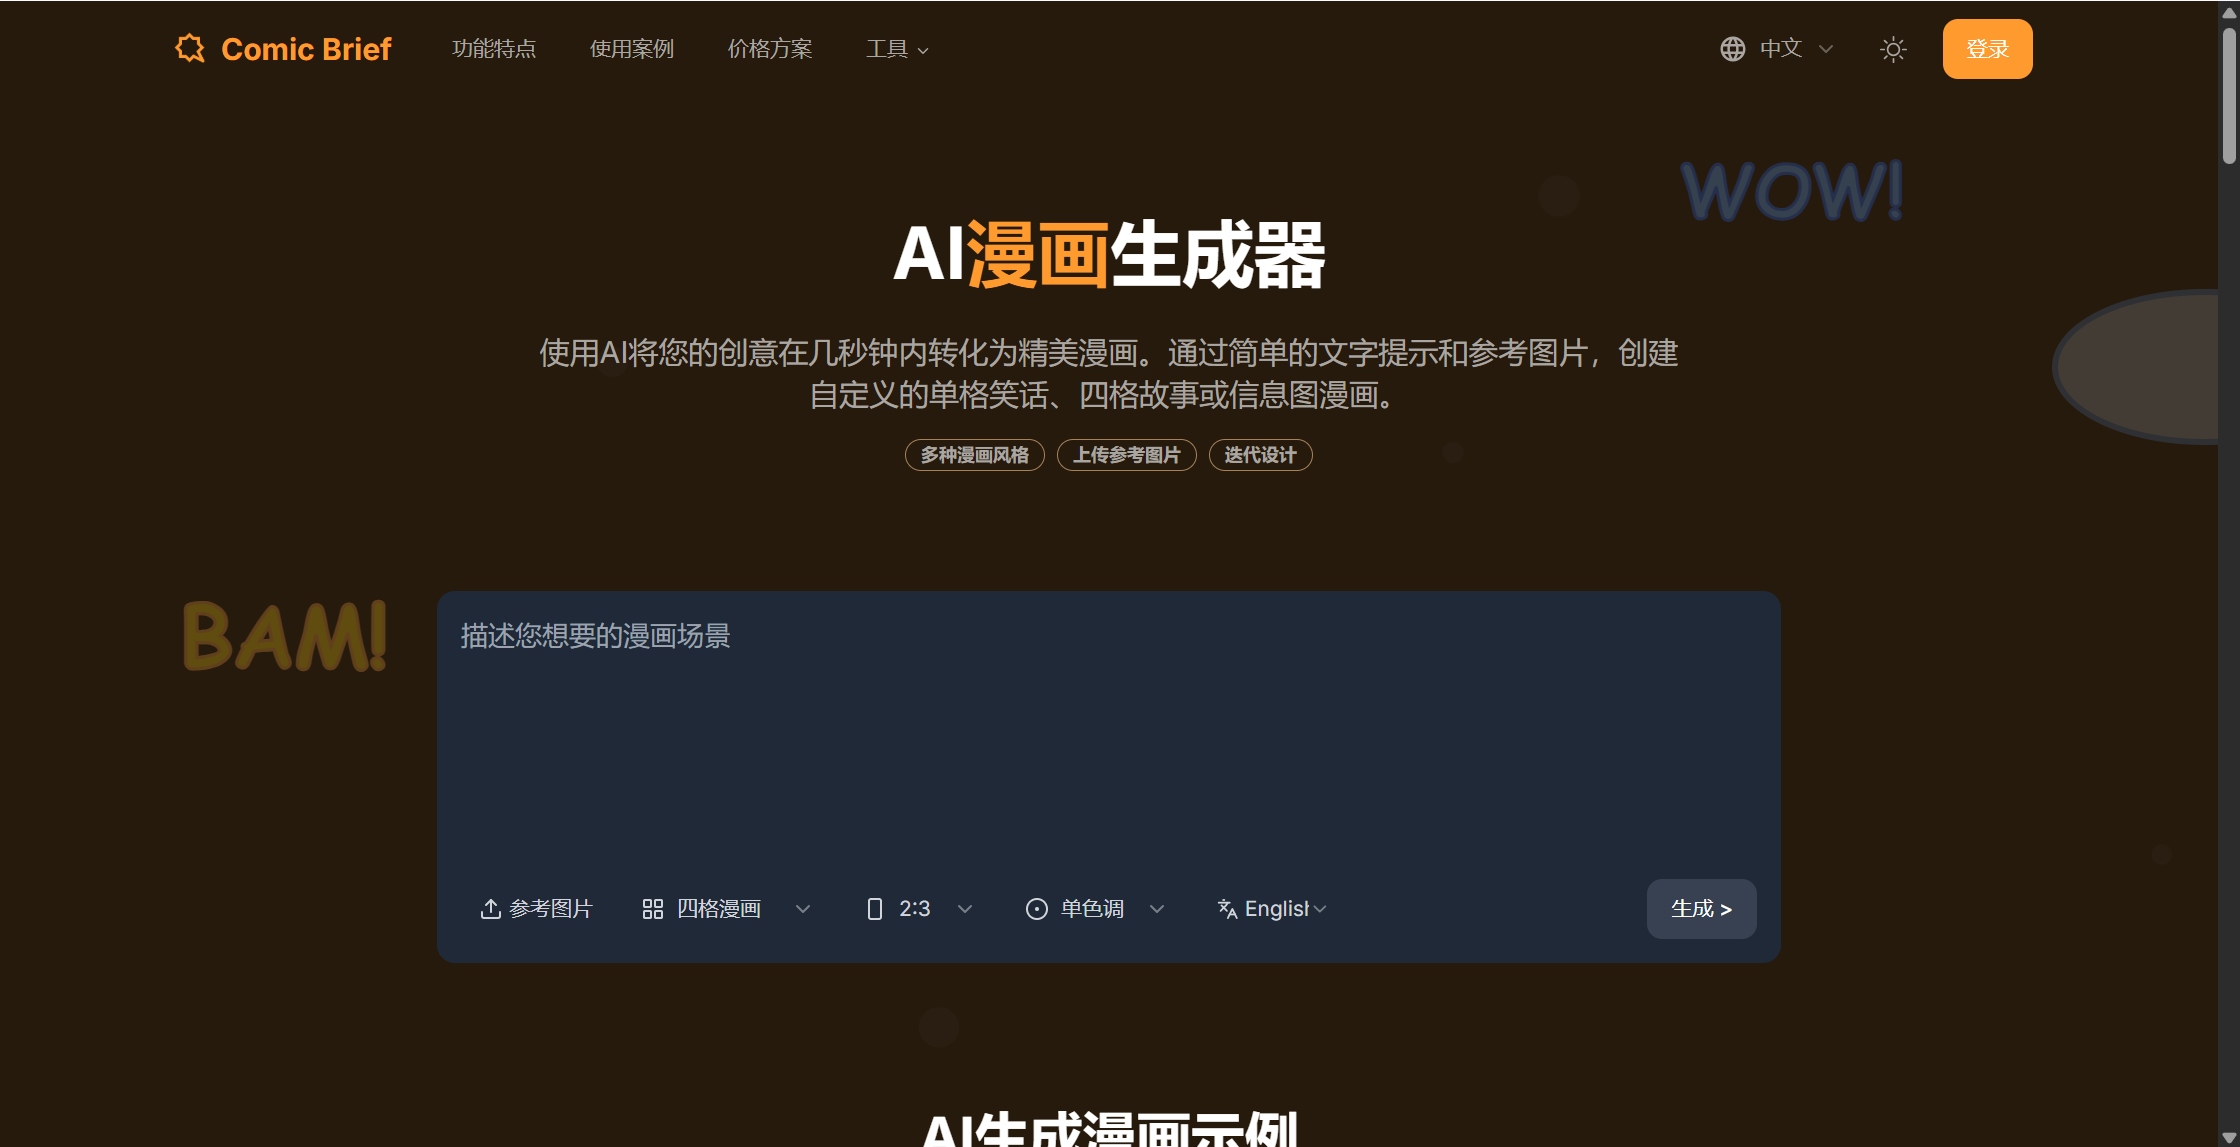 Comic Brief
功能特点
使用案例
价格方案
工具
中文
登录
WOW!
AI漫画生成器
使用AI将您的创意在几秒钟内转化为精美漫画。通过简单的文字提示和参考图片，创建
自定义的单格笑话、四格故事或信息图漫画。
多种漫画风格
上传参考图片
迭代设计
BAM!
描述您想要的漫画场景
参考图片
四格漫画
2:3
单色调
English
生成 >
AI生成漫画示例